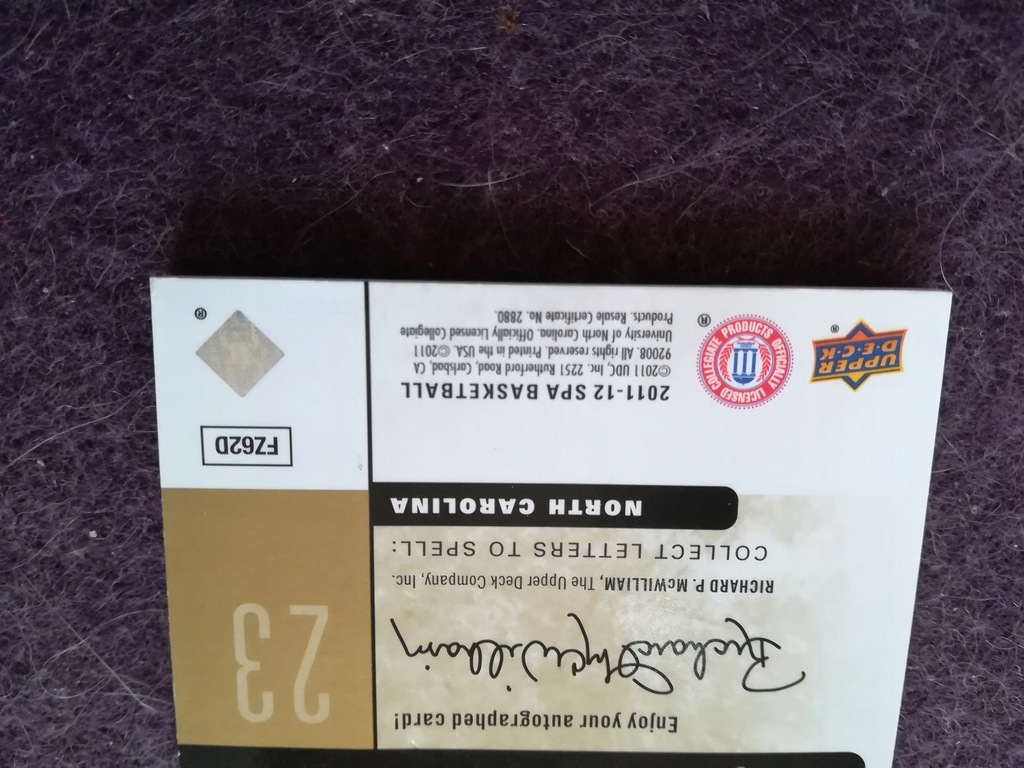 Enjoy your autographed card!
Richard P. McWilliam
RICHARD P. McWILLIAM, The Upper Deck Company, Inc.
COLLECT LETTERS TO SPELL:
NORTH CAROLINA
2011-12 SPA BASKETBALL
©2011 UDC, Inc. 2251 Rutherford Road, Carlsbad, CA
92008. All rights reserved. Printed in the USA. ©2011
University of North Carolina. Officially Licensed Collegiate
Products. Resale Certificate No. 2880.
UPPER
D·E·C·K
®
OFFICIALLY LICENSED COLLEGIATE PRODUCTS
®
23
FZ62D
®